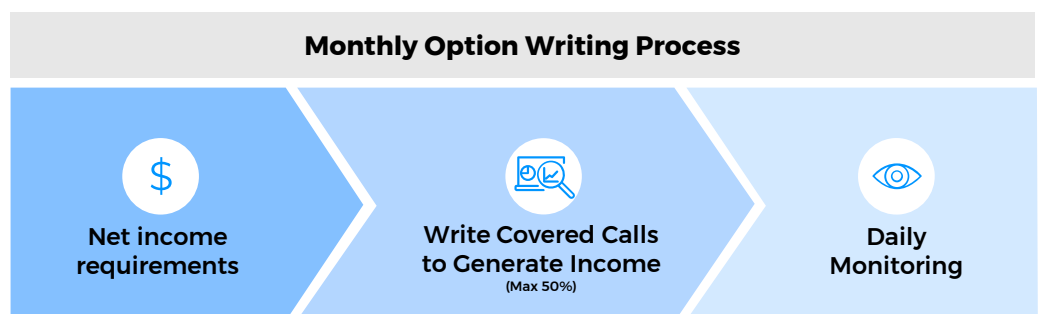 Monthly Option Writing Process
$
Net income
requirements
Write Covered Calls
to Generate Income
(Max 50%)
Daily
Monitoring